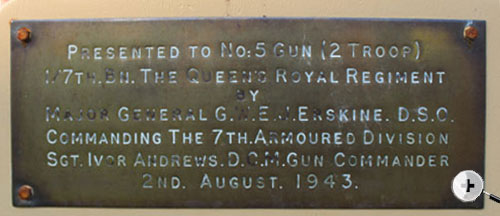 PRESENTED TO NO:5 GUN (2 TROOP)
1/7TH.BN. THE QUEEN'S ROYAL REGIMENT
BY
MAJOR GENERAL G.W.E.J.ERSKINE. D.S.O.
COMMANDING THE 7TH.ARMOURED DIVISION
SGT. IVOR ANDREWS. D.C.M.GUN COMMANDER
2ND. AUGUST. 1943.